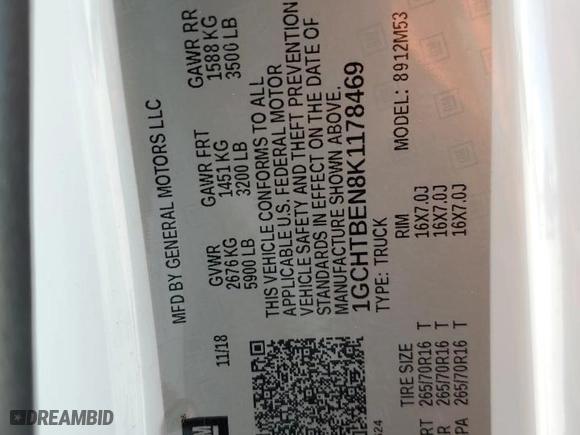 MFD BY GENERAL MOTORS LLC
11/18
GVWR GAWR FRT GAWR RR
2676 KG 1451 KG 1588 KG
5900 LB 3200 LB 3500 LB
THIS VEHICLE CONFORMS TO ALL
APPLICABLE U.S. FEDERAL MOTOR
VEHICLE SAFETY AND THEFT PREVENTION
STANDARDS IN EFFECT ON THE DATE OF
MANUFACTURE SHOWN ABOVE.
1GCHTBEN8K1178469
TYPE: TRUCK MODEL: 8912M53
TIRE SIZE RIM
RT 265/70R16 T 16X7.0J
R 265/70R16 T 16X7.0J
PA 265/70R16 T 16X7.0J
GM
DREAMBID